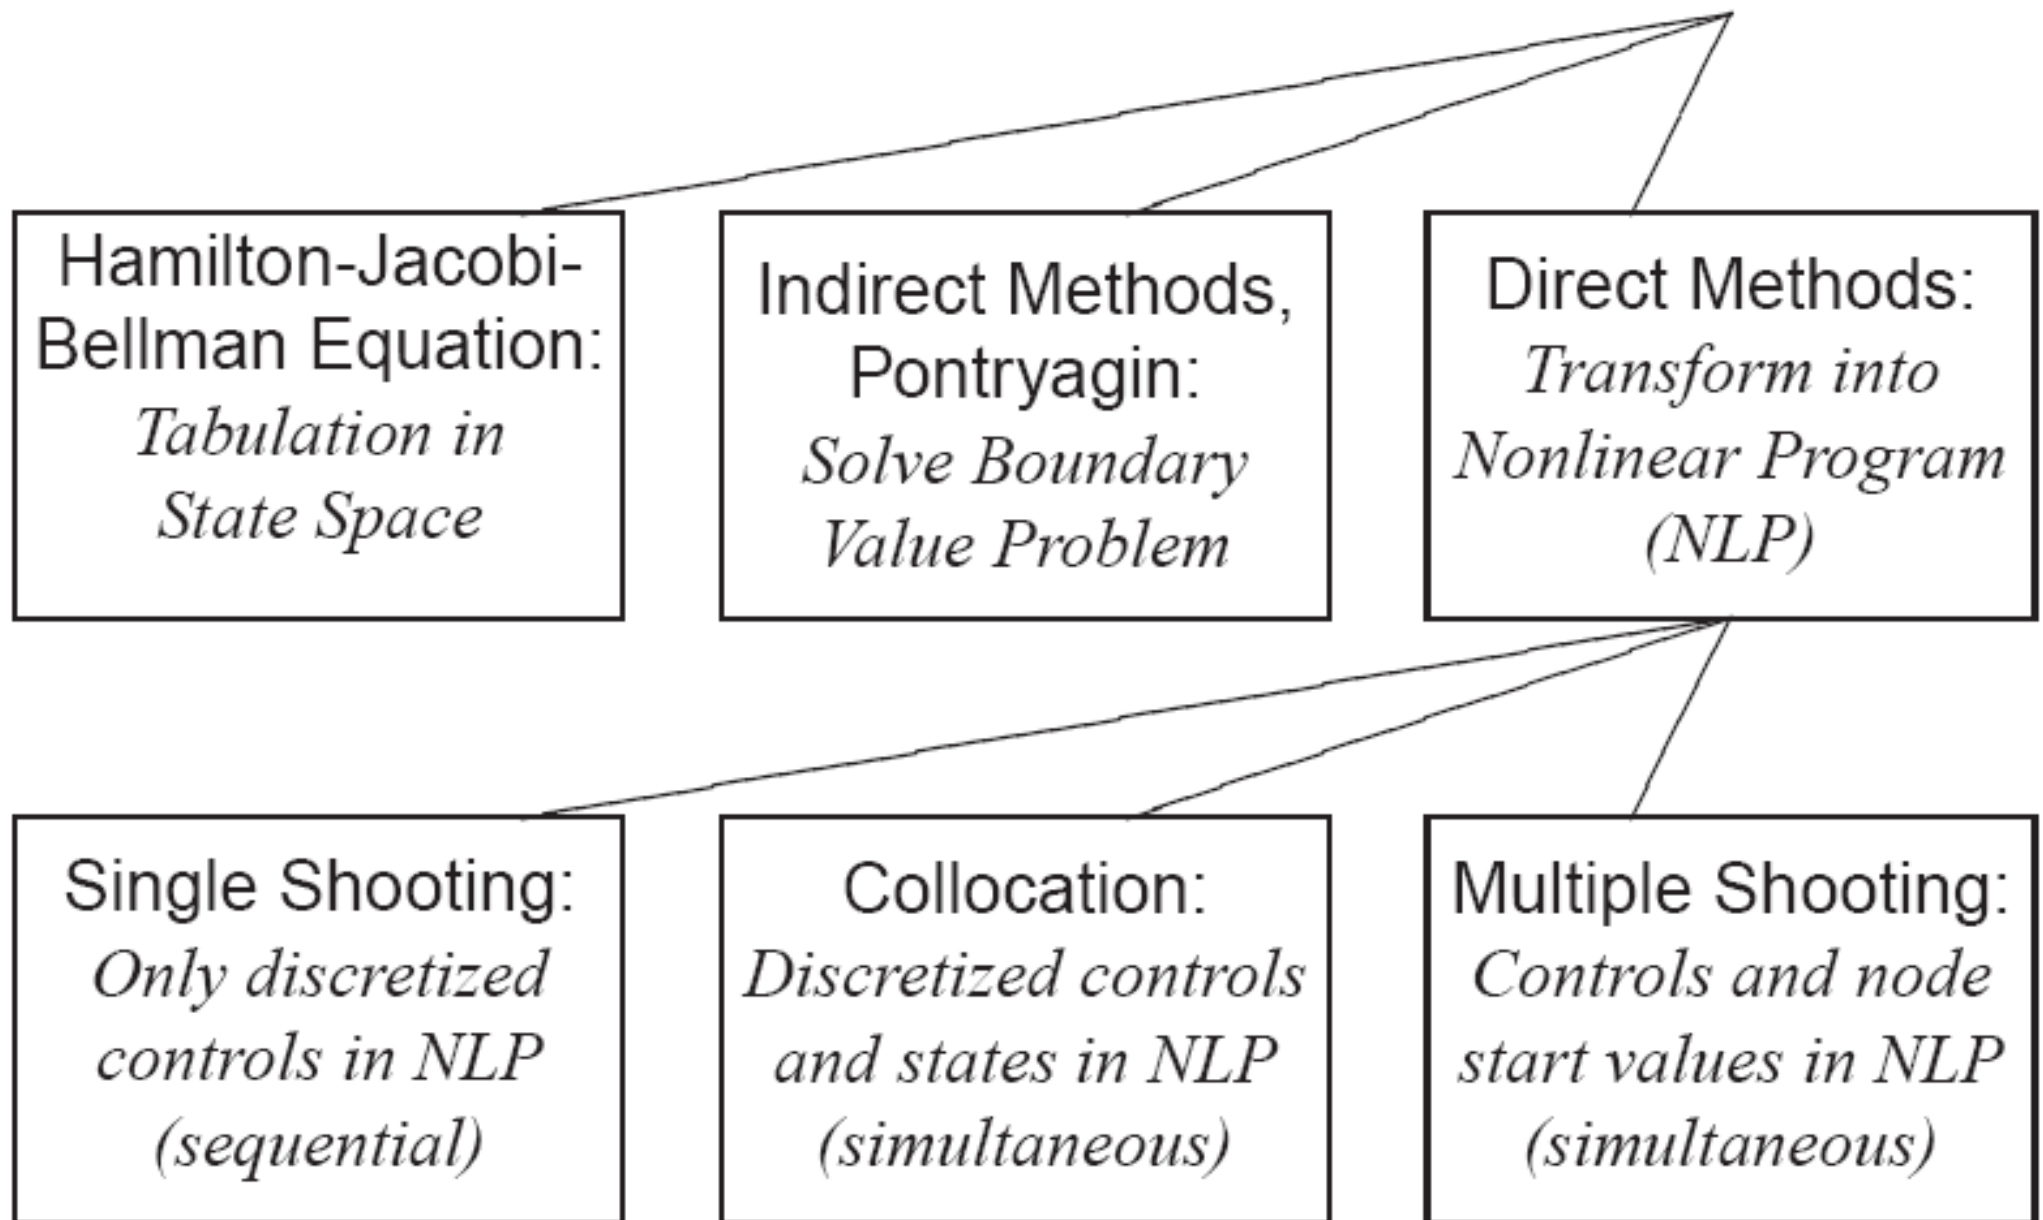 Hamilton-Jacobi-
Bellman Equation:
Tabulation in
State Space
Indirect Methods,
Pontryagin:
Solve Boundary
Value Problem
Direct Methods:
Transform into
Nonlinear Program
(NLP)
Single Shooting:
Only discretized
controls in NLP
(sequential)
Collocation:
Discretized controls
and states in NLP
(simultaneous)
Multiple Shooting:
Controls and node
start values in NLP
(simultaneous)